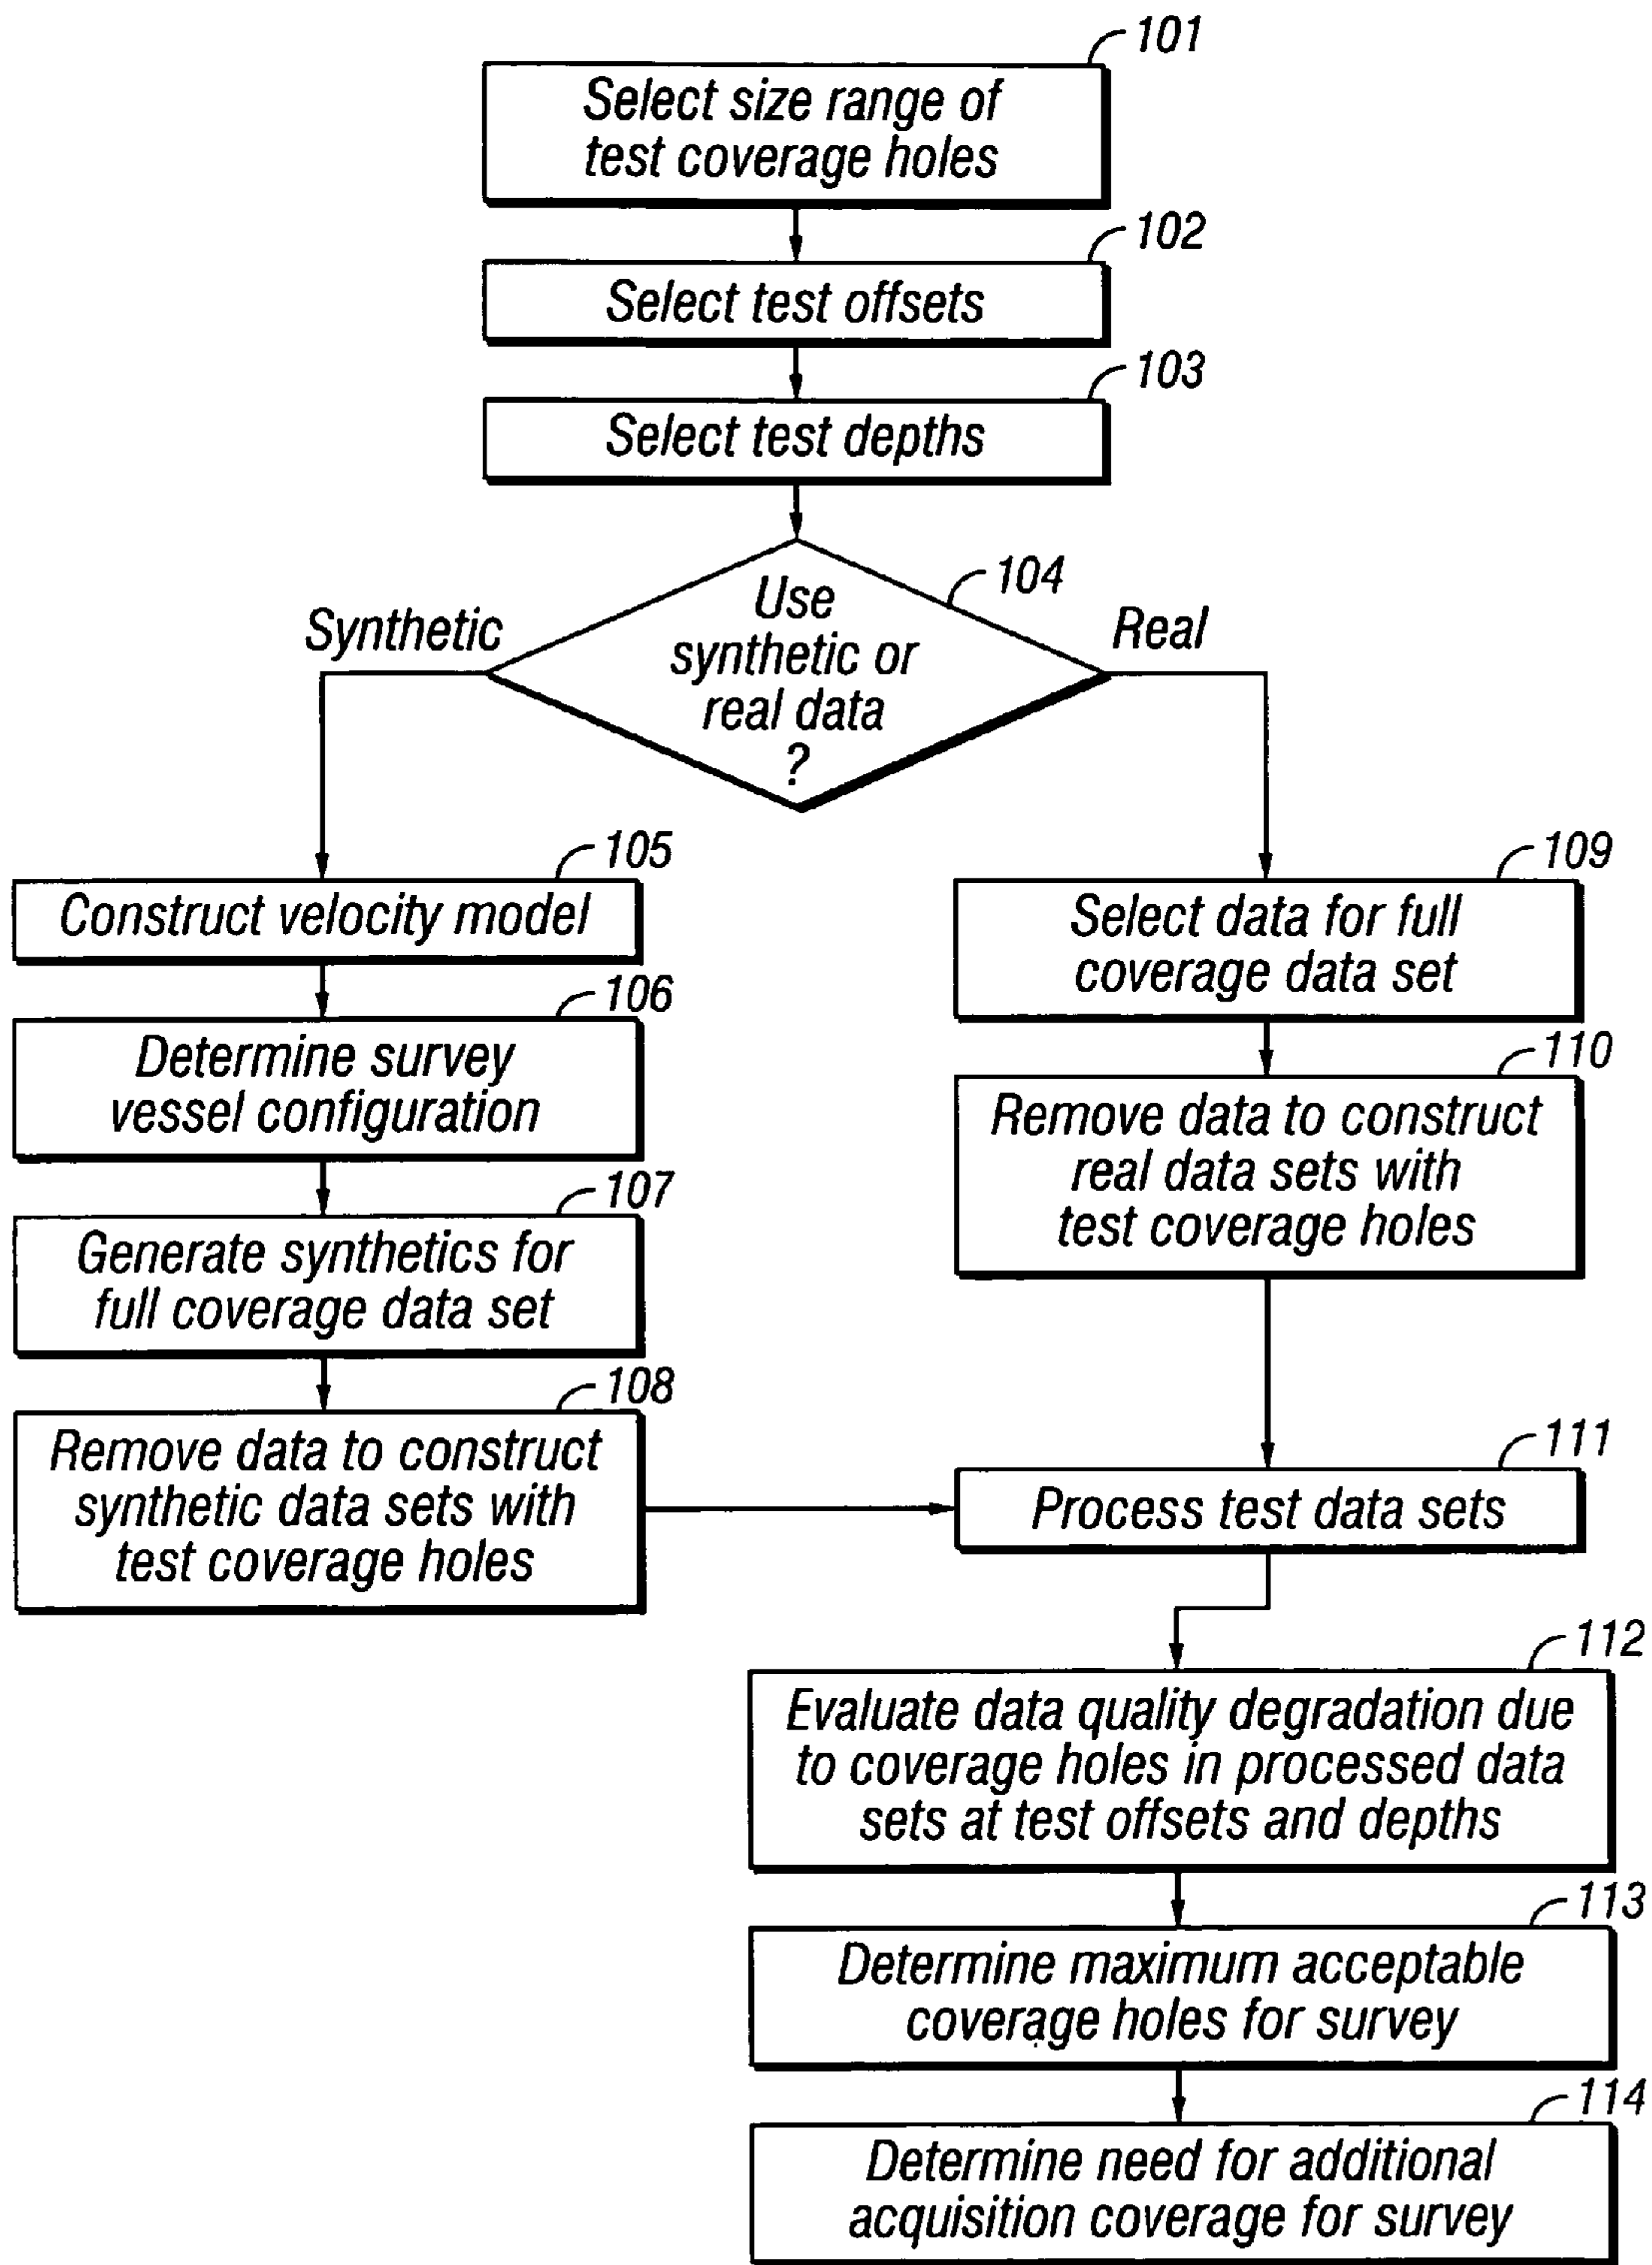 101
Select size range of
test coverage holes
102
Select test offsets
103
Select test depths
104
Use
synthetic or
real data
?
Synthetic
Real
105
Construct velocity model
106
Determine survey
vessel configuration
107
Generate synthetics for
full coverage data set
108
Remove data to construct
synthetic data sets with
test coverage holes
109
Select data for full
coverage data set
110
Remove data to construct
real data sets with
test coverage holes
111
Process test data sets
112
Evaluate data quality degradation due
to coverage holes in processed data
sets at test offsets and depths
113
Determine maximum acceptable
coverage holes for survey
114
Determine need for additional
acquisition coverage for survey